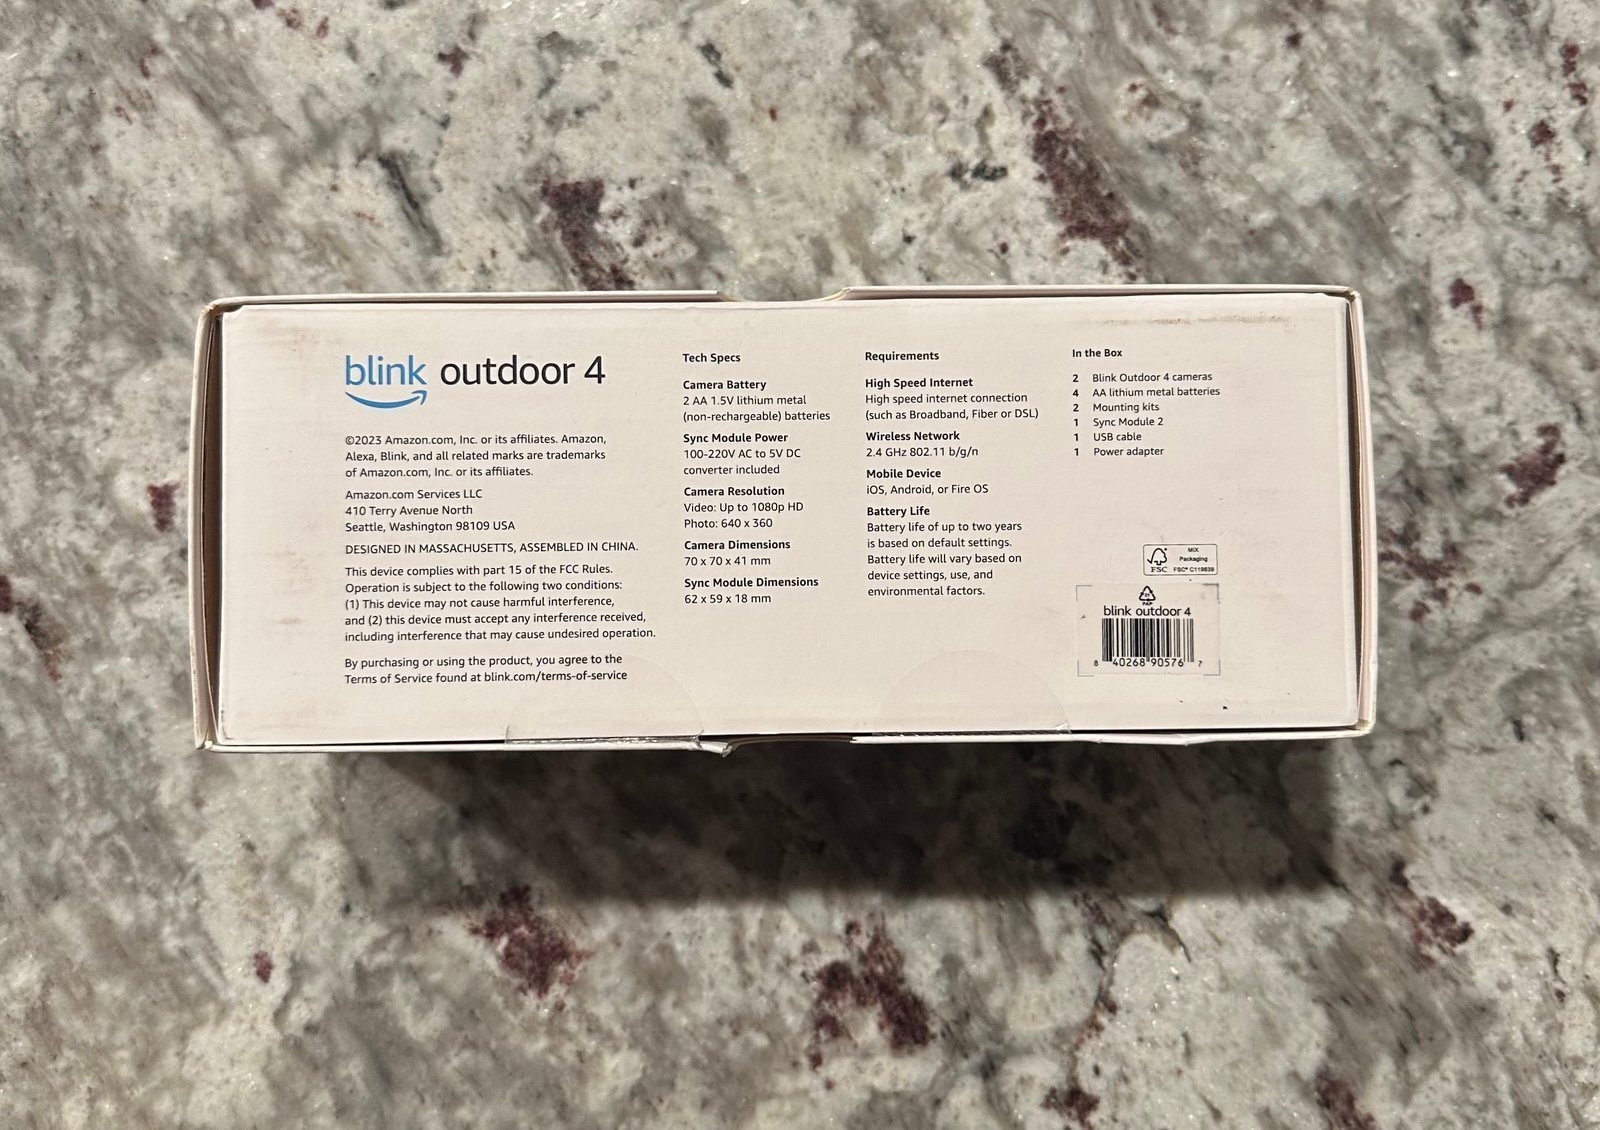 blink outdoor 4
©2023 Amazon.com, Inc. or its affiliates. Amazon,
Alexa, Blink, and all related marks are trademarks
of Amazon.com, Inc. or its affiliates.
Amazon.com Services LLC
410 Terry Avenue North
Seattle, Washington 98109 USA
DESIGNED IN MASSACHUSETTS, ASSEMBLED IN CHINA.
This device complies with part 15 of the FCC Rules.
Operation is subject to the following two conditions:
(1) This device may not cause harmful interference,
and (2) this device must accept any interference received,
including interference that may cause undesired operation.
By purchasing or using the product, you agree to the
Terms of Service found at blink.com/terms-of-service
Tech Specs
Camera Battery
2 AA 1.5V lithium metal
(non-rechargeable) batteries
Sync Module Power
100-220V AC to 5V DC
converter included
Camera Resolution
Video: Up to 1080p HD
Photo: 640 x 360
Camera Dimensions
70 x 70 x 41 mm
Sync Module Dimensions
62 x 59 x 18 mm
Requirements
High Speed Internet
High speed internet connection
(such as Broadband, Fiber or DSL)
Wireless Network
2.4 GHz 802.11 b/g/n
Mobile Device
iOS, Android, or Fire OS
Battery Life
Battery life of up to two years
is based on default settings.
Battery life will vary based on
device settings, use, and
environmental factors.
In the Box
2 Blink Outdoor 4 cameras
4 AA lithium metal batteries
2 Mounting kits
1 Sync Module 2
1 USB cable
1 Power adapter
MIX
Packaging
FSC FSC® C119839
PAP
blink outdoor 4
8 40268 90576 7